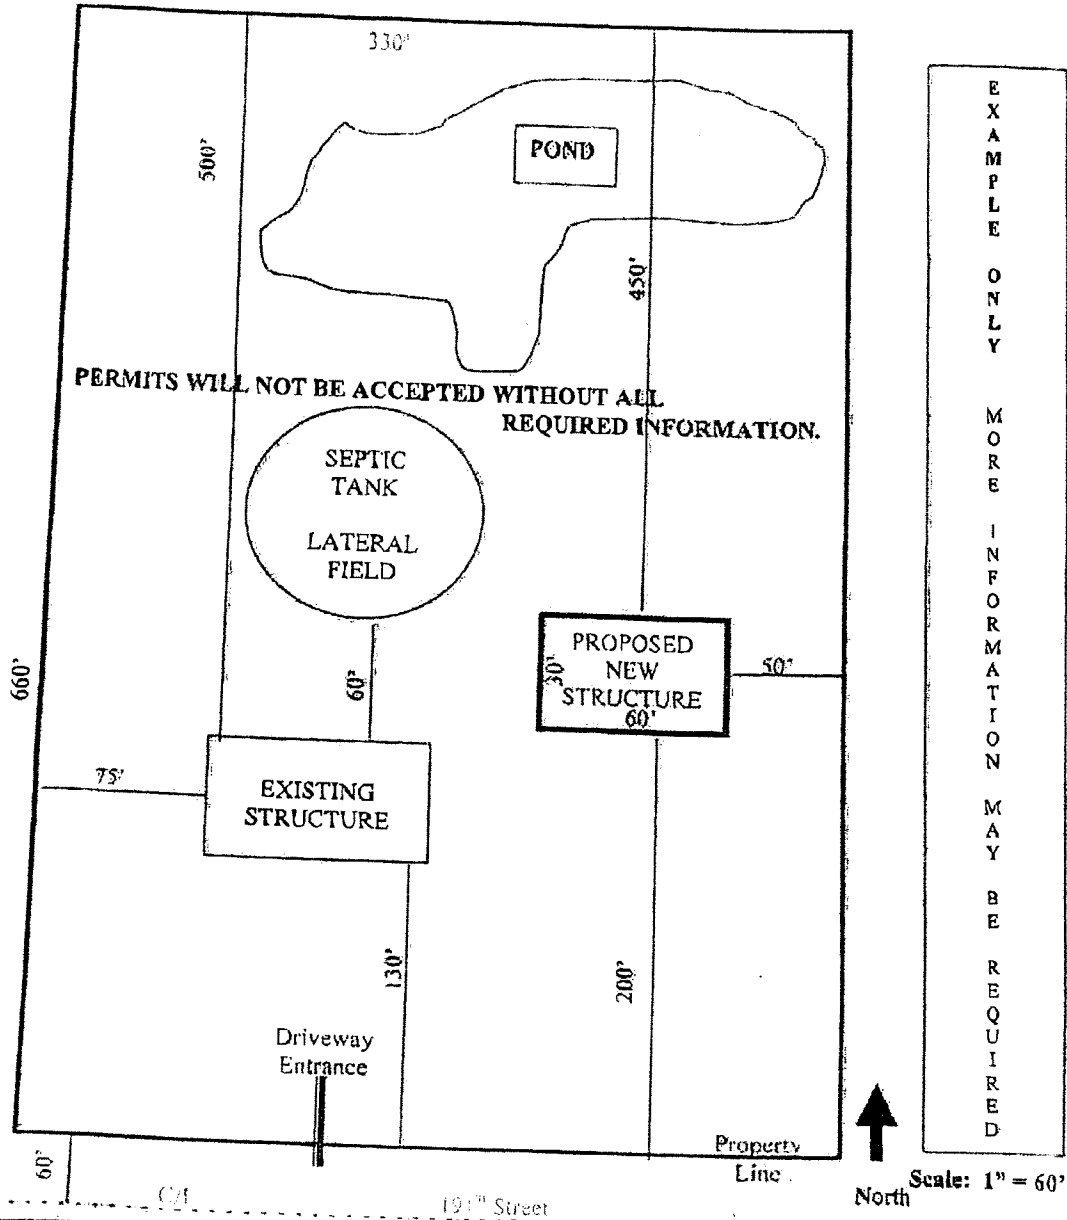 330'
500'
POND
450'
PERMITS WILL NOT BE ACCEPTED WITHOUT ALL
REQUIRED INFORMATION.
SEPTIC
TANK
LATERAL
FIELD
660'
60'
PROPOSED
NEW
STRUCTURE
30'
60'
50'
75'
EXISTING
STRUCTURE
130'
200'
Driveway
Entrance
Property
Line
60'
191st Street
North
Scale: 1" = 60'
EXAMPLE ONLY MORE INFORMATION MAY BE REQUIRED